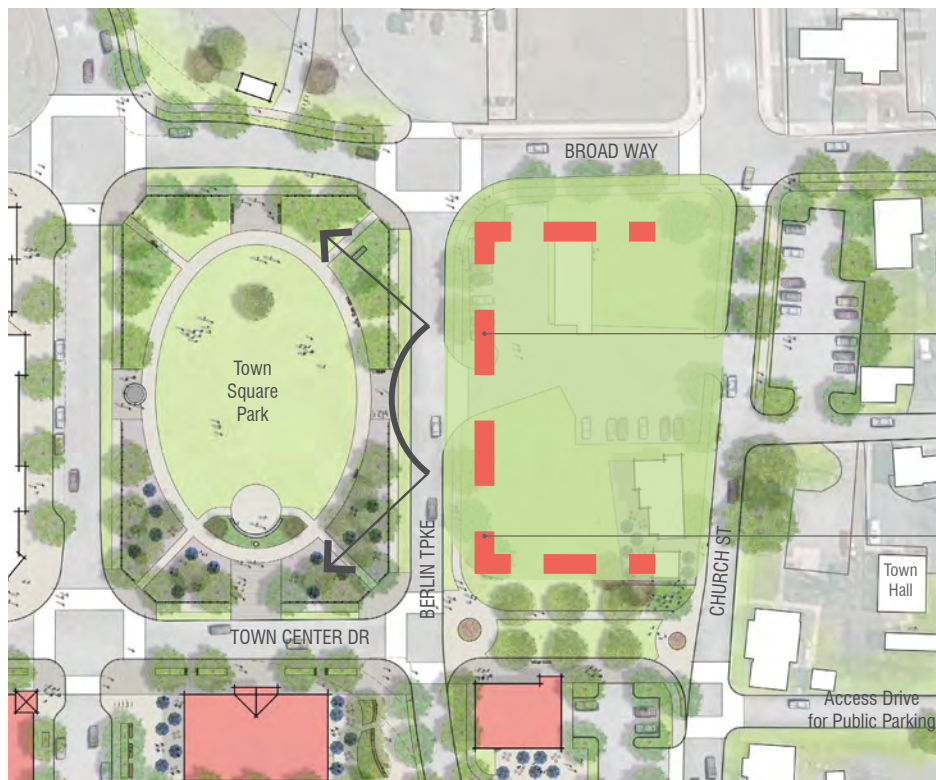 BROAD WAY
Town
Square
Park
BERLIN TPKE
CHURCH ST
Town
Hall
TOWN CENTER DR
Access Drive
for Public Parking